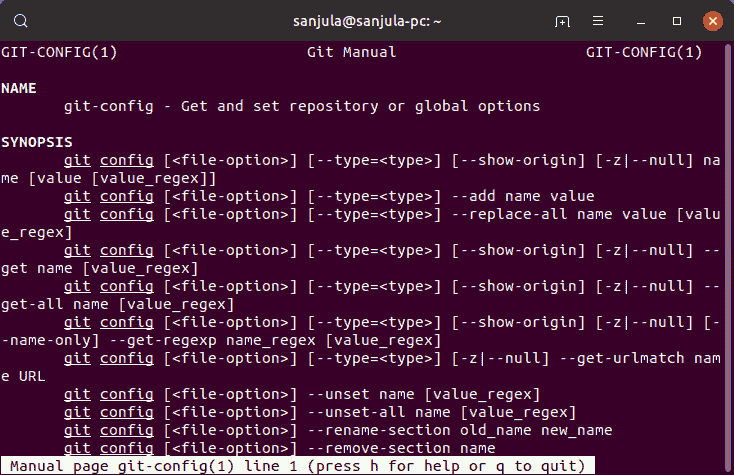 sanjula@sanjula-pc: ~
GIT-CONFIG(1) Git Manual GIT-CONFIG(1)
NAME
git-config - Get and set repository or global options
SYNOPSIS
git config [<file-option>] [--type=<type>] [--show-origin] [-z|--null] na
me [value [value_regex]]
git config [<file-option>] [--type=<type>] --add name value
git config [<file-option>] [--type=<type>] --replace-all name value [valu
e_regex]
git config [<file-option>] [--type=<type>] [--show-origin] [-z|--null] --
get name [value_regex]
git config [<file-option>] [--type=<type>] [--show-origin] [-z|--null] --
get-all name [value_regex]
git config [<file-option>] [--type=<type>] [--show-origin] [-z|--null] [-
-name-only] --get-regexp name_regex [value_regex]
git config [<file-option>] [--type=<type>] [-z|--null] --get-urlmatch nam
e URL
git config [<file-option>] --unset name [value_regex]
git config [<file-option>] --unset-all name [value_regex]
git config [<file-option>] --rename-section old_name new_name
git config [<file-option>] --remove-section name
Manual page git-config(1) line 1 (press h for help or q to quit)